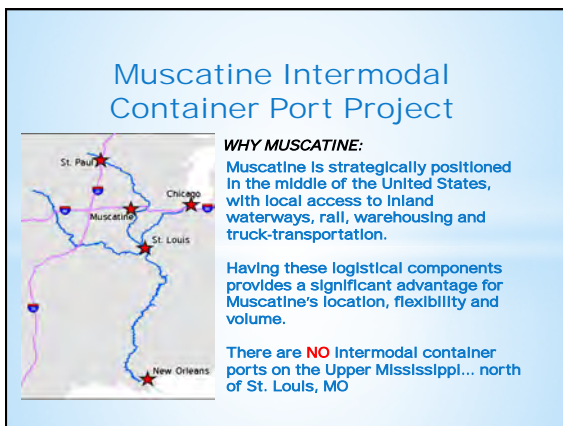 Muscatine Intermodal
Container Port Project
WHY MUSCATINE:
Muscatine is strategically positioned
in the middle of the United States,
with local access to inland
waterways, rail, warehousing and
truck-transportation.
Having these logistical components
provides a significant advantage for
Muscatine's location, flexibility and
volume.
There are NO intermodal container
ports on the Upper Mississippi... north
of St. Louis, MO
St. Paul
Chicago
Muscatine
St. Louis
New Orleans